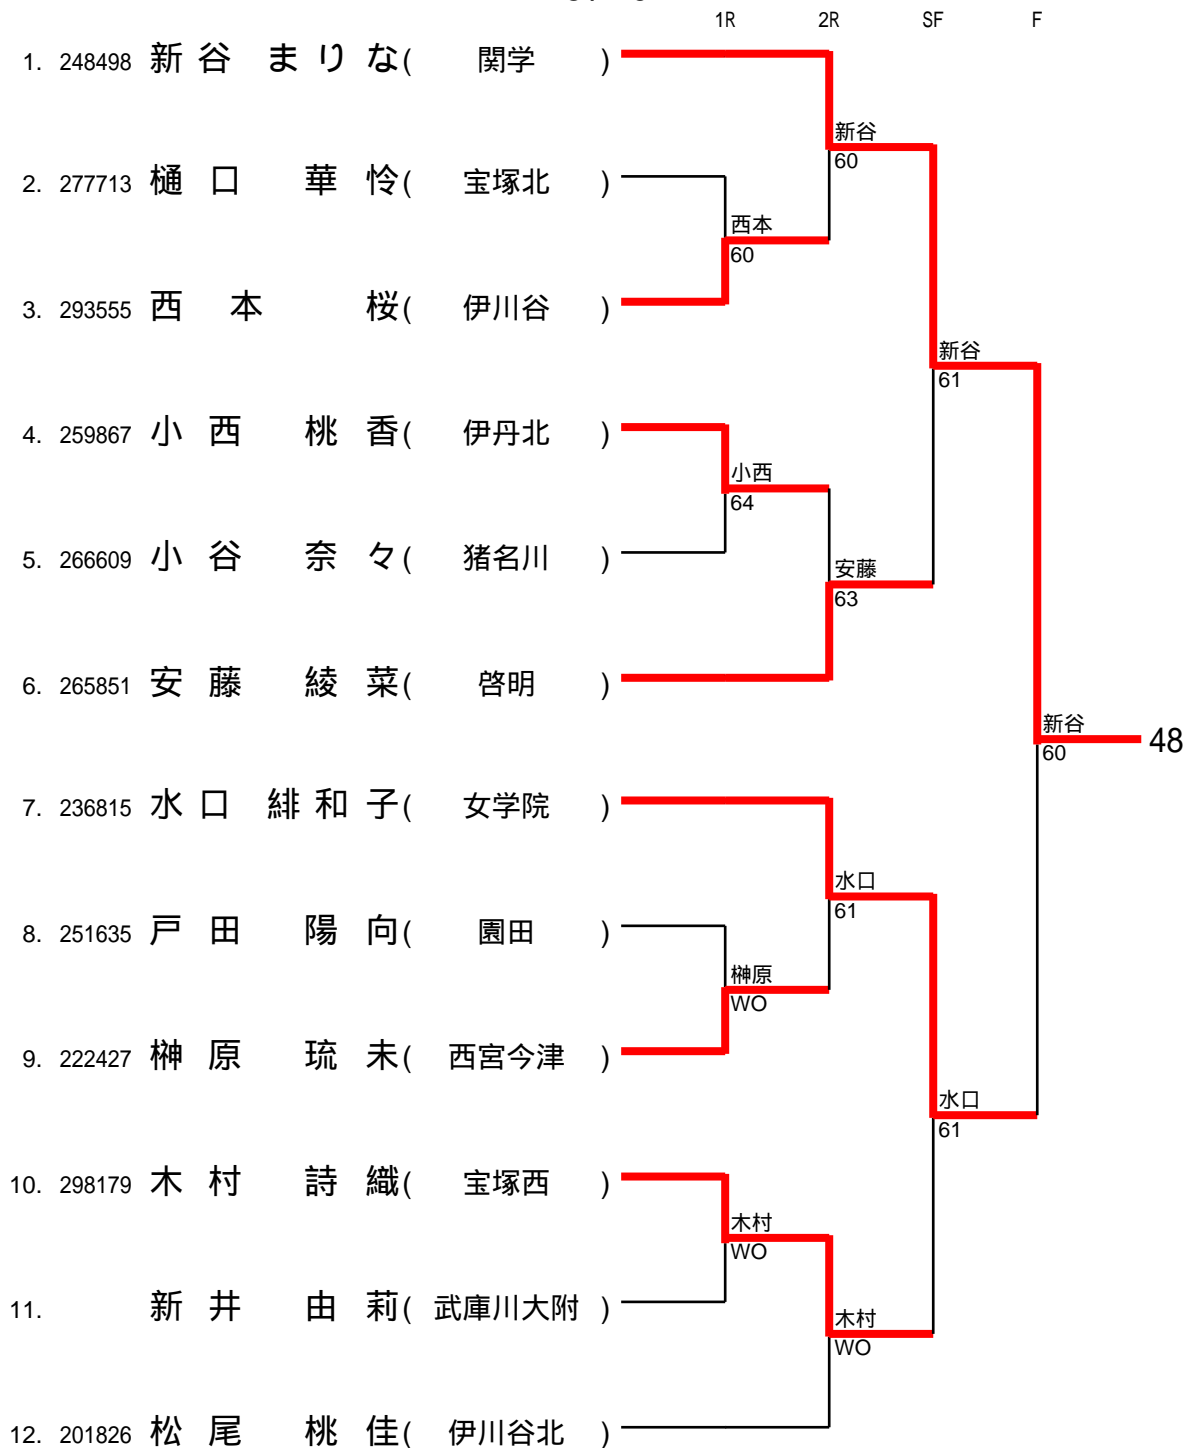 1R 2R SF F
1. 248498 新谷 まりな( 関学 )
新谷
60
2. 277713 樋口 華怜( 宝塚北 )
西本
60
3. 293555 西本 桜( 伊川谷 )
新谷
61
4. 259867 小西 桃香( 伊丹北 )
小西
64
5. 266609 小谷 奈々( 猪名川 )
安藤
63
6. 265851 安藤 綾菜( 啓明 )
新谷
60
48
7. 236815 水口 緋和子( 女学院 )
水口
61
8. 251635 戸田 陽向( 園田 )
榊原
WO
9. 222427 榊原 琉未( 西宮今津 )
水口
61
10. 298179 木村 詩織( 宝塚西 )
木村
WO
11. 新井 由莉( 武庫川大附 )
木村
WO
12. 201826 松尾 桃佳( 伊川谷北 )